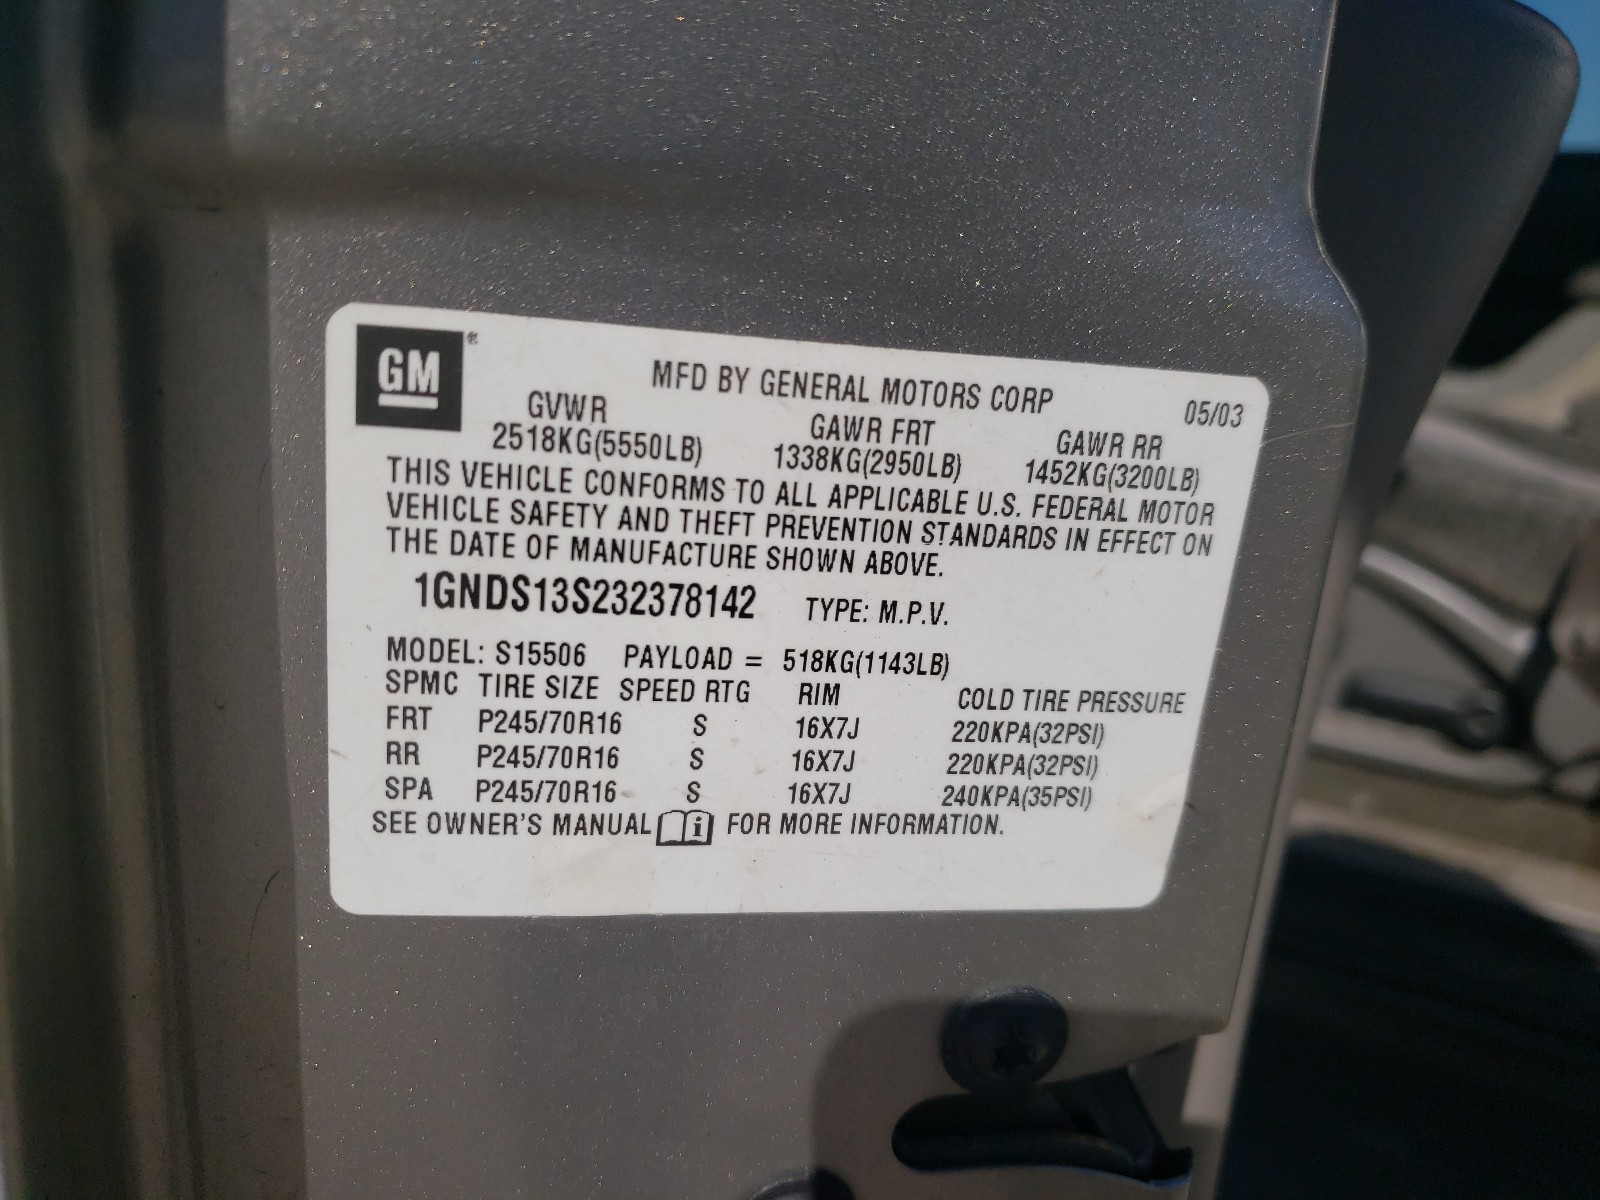 GM
MFD BY GENERAL MOTORS CORP 05/03
GVWR GAWR FRT GAWR RR
2518KG(5550LB) 1338KG(2950LB) 1452KG(3200LB)
THIS VEHICLE CONFORMS TO ALL APPLICABLE U.S. FEDERAL MOTOR
VEHICLE SAFETY AND THEFT PREVENTION STANDARDS IN EFFECT ON
THE DATE OF MANUFACTURE SHOWN ABOVE.
1GNDS13S232378142 TYPE: M.P.V.
MODEL: S15506 PAYLOAD = 518KG(1143LB)
SPMC TIRE SIZE SPEED RTG RIM COLD TIRE PRESSURE
FRT P245/70R16 S 16X7J 220KPA(32PSI)
RR P245/70R16 S 16X7J 220KPA(32PSI)
SPA P245/70R16 S 16X7J 240KPA(35PSI)
SEE OWNER'S MANUAL i FOR MORE INFORMATION.